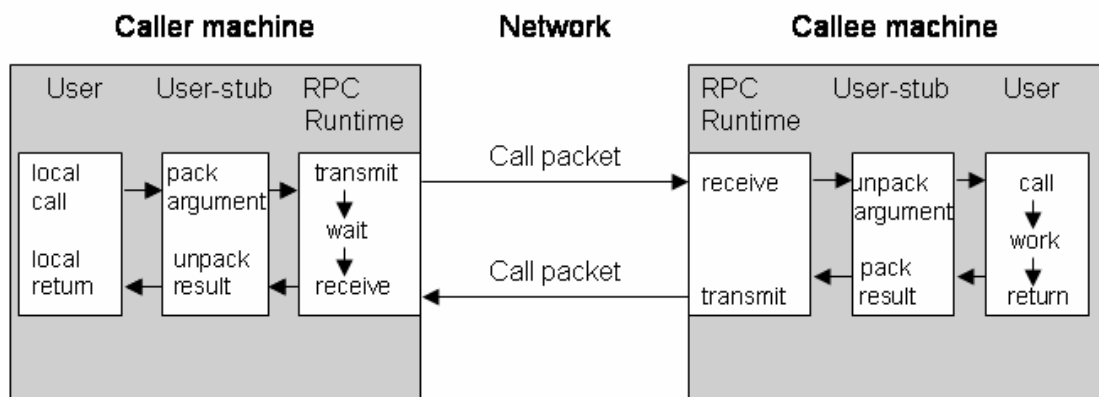 Caller machine
Network
Callee machine
User
User-stub
RPC
Runtime
RPC
Runtime
User-stub
User
local
call
pack
argument
transmit
wait
local
return
unpack
result
receive
Call packet
Call packet
receive
transmit
unpack
argument
pack
result
call
work
return